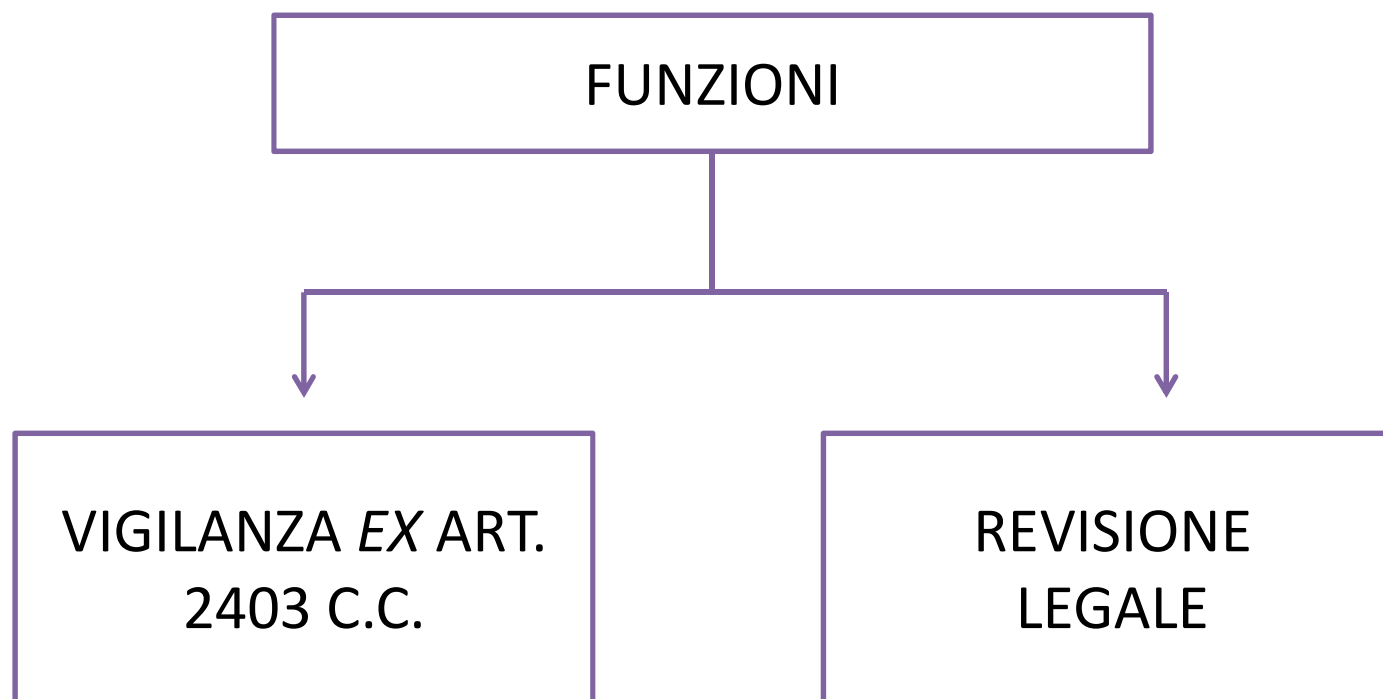 FUNZIONI
VIGILANZA EX ART.
2403 C.C.
REVISIONE
LEGALE